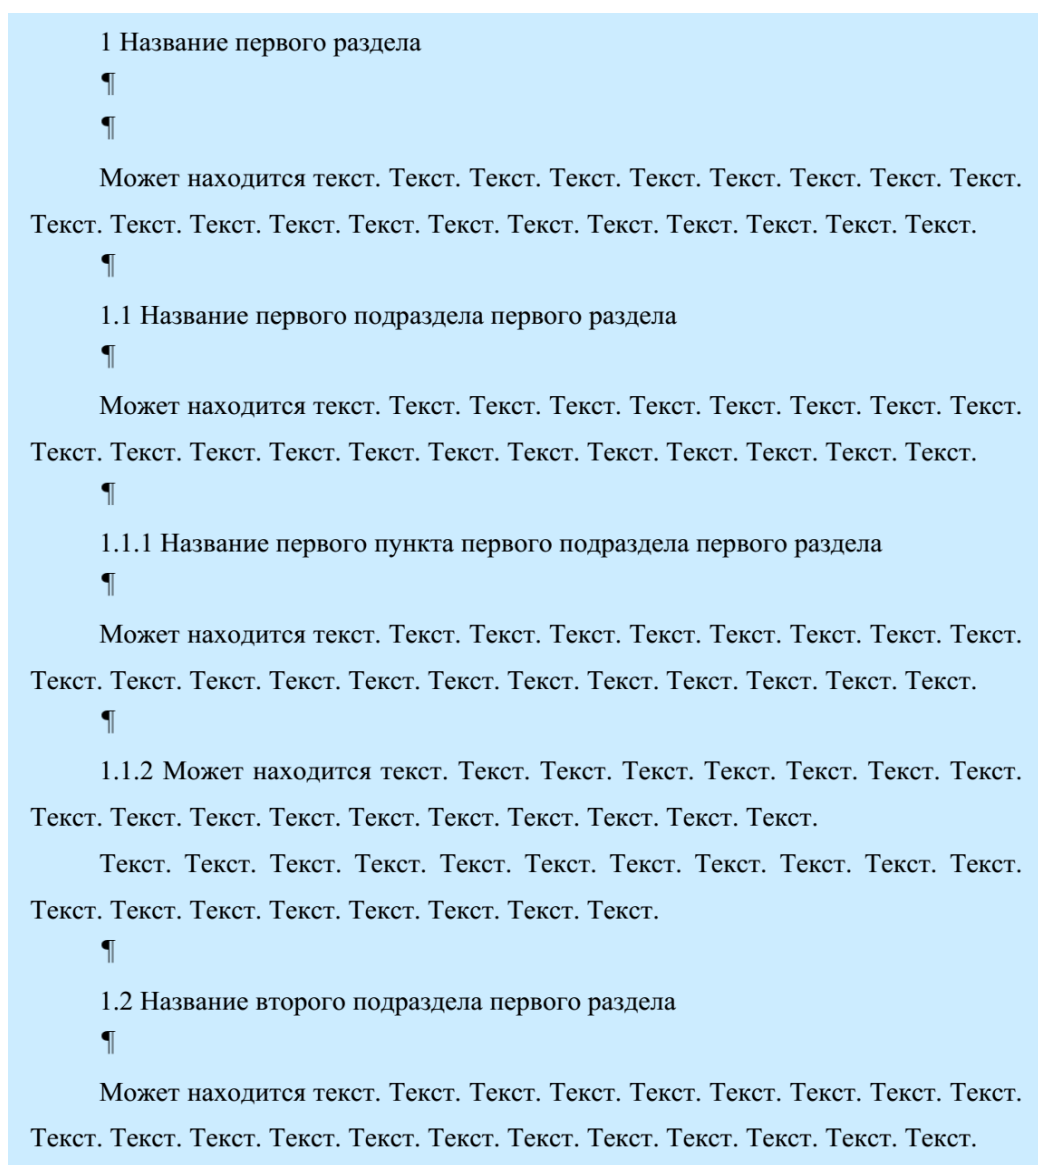 1 Название первого раздела
¶
¶
Может находится текст. Текст. Текст. Текст. Текст. Текст. Текст. Текст. Текст.
Текст. Текст. Текст. Текст. Текст. Текст. Текст. Текст. Текст. Текст. Текст. Текст.
¶
1.1 Название первого подраздела первого раздела
¶
Может находится текст. Текст. Текст. Текст. Текст. Текст. Текст. Текст. Текст.
Текст. Текст. Текст. Текст. Текст. Текст. Текст. Текст. Текст. Текст. Текст. Текст.
¶
1.1.1 Название первого пункта первого подраздела первого раздела
¶
Может находится текст. Текст. Текст. Текст. Текст. Текст. Текст. Текст. Текст.
Текст. Текст. Текст. Текст. Текст. Текст. Текст. Текст. Текст. Текст. Текст. Текст.
¶
1.1.2 Может находится текст. Текст. Текст. Текст. Текст. Текст. Текст. Текст.
Текст. Текст. Текст. Текст. Текст. Текст. Текст. Текст. Текст. Текст.
Текст. Текст. Текст. Текст. Текст. Текст. Текст. Текст. Текст. Текст. Текст.
Текст. Текст. Текст. Текст. Текст. Текст. Текст. Текст.
¶
1.2 Название второго подраздела первого раздела
¶
Может находится текст. Текст. Текст. Текст. Текст. Текст. Текст. Текст. Текст.
Текст. Текст. Текст. Текст. Текст. Текст. Текст. Текст. Текст. Текст. Текст. Текст.